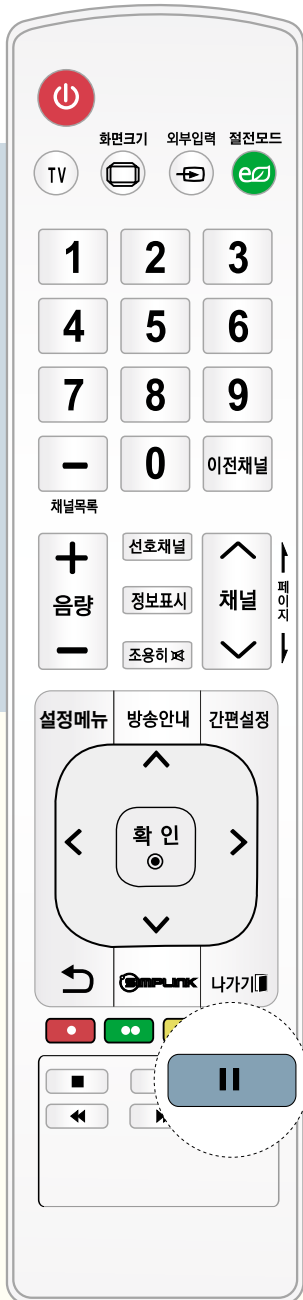 화면크기 외부입력 절전모드
TV
1 2 3
4 5 6
7 8 9
0 이전채널
채널목록
선호채널
음량 정보표시 채널 페이지
조용히
설정메뉴 방송안내 간편설정
확인
SIMPLINK 나가기